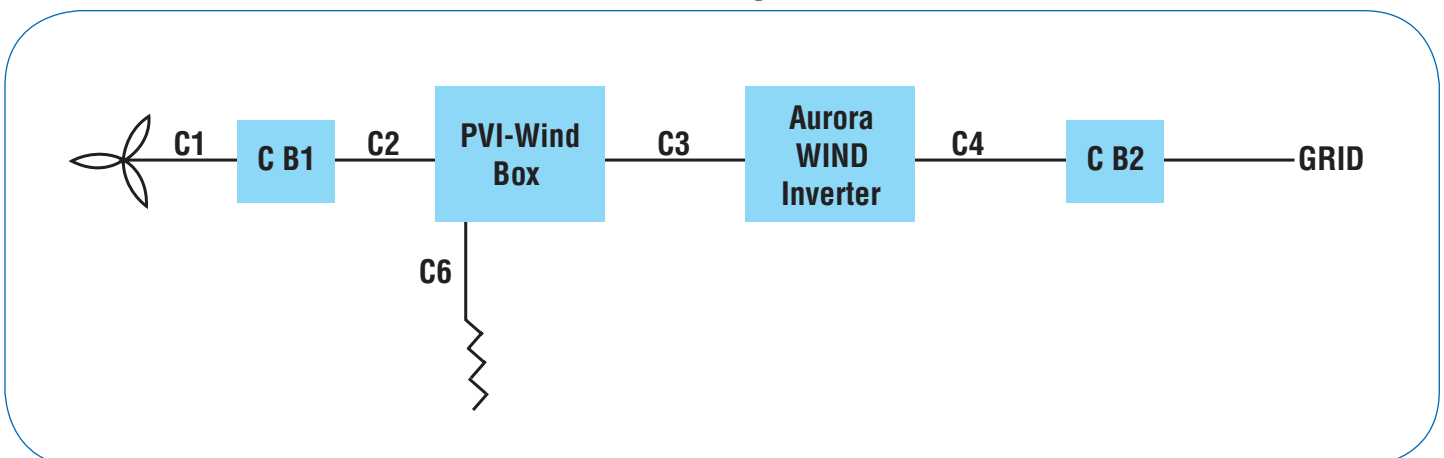 C1
C B1
C2
PVI-Wind
Box
C3
Aurora
WIND
Inverter
C4
C B2
GRID
C6